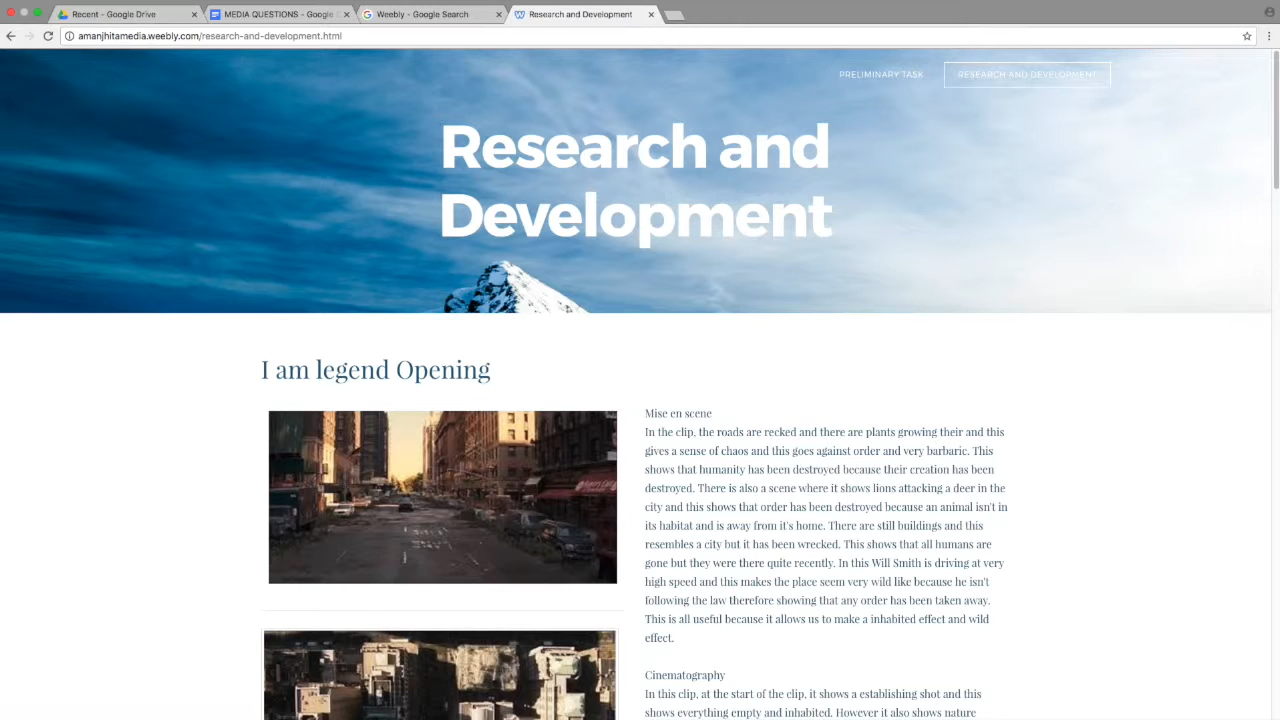 Recent - Google Drive
MEDIA QUESTIONS - Google D
Weebly - Google Search
Research and Development
amanjhitamedia.weebly.com/research-and-development.html
PRELIMINARY TASK
RESEARCH AND DEVELOPMENT
Research and
Development
I am legend Opening
Mise en scene
In the clip, the roads are recked and there are plants growing their and this
gives a sense of chaos and this goes against order and very barbaric. This
shows that humanity has been destroyed because their creation has been
destroyed. There is also a scene where it shows lions attacking a deer in the
city and this shows that order has been destroyed because an animal isn't in
its habitat and is away from it's home. There are still buildings and this
resembles a city but it has been wrecked. This shows that all humans are
gone but they were there quite recently. In this Will Smith is driving at very
high speed and this makes the place seem very wild like because he isn't
following the law therefore showing that any order has been taken away.
This is all useful because it allows us to make a inhabited effect and wild
effect.
Cinematography
In this clip, at the start of the clip, it shows a establishing shot and this
shows everything empty and inhabited. However it also shows nature